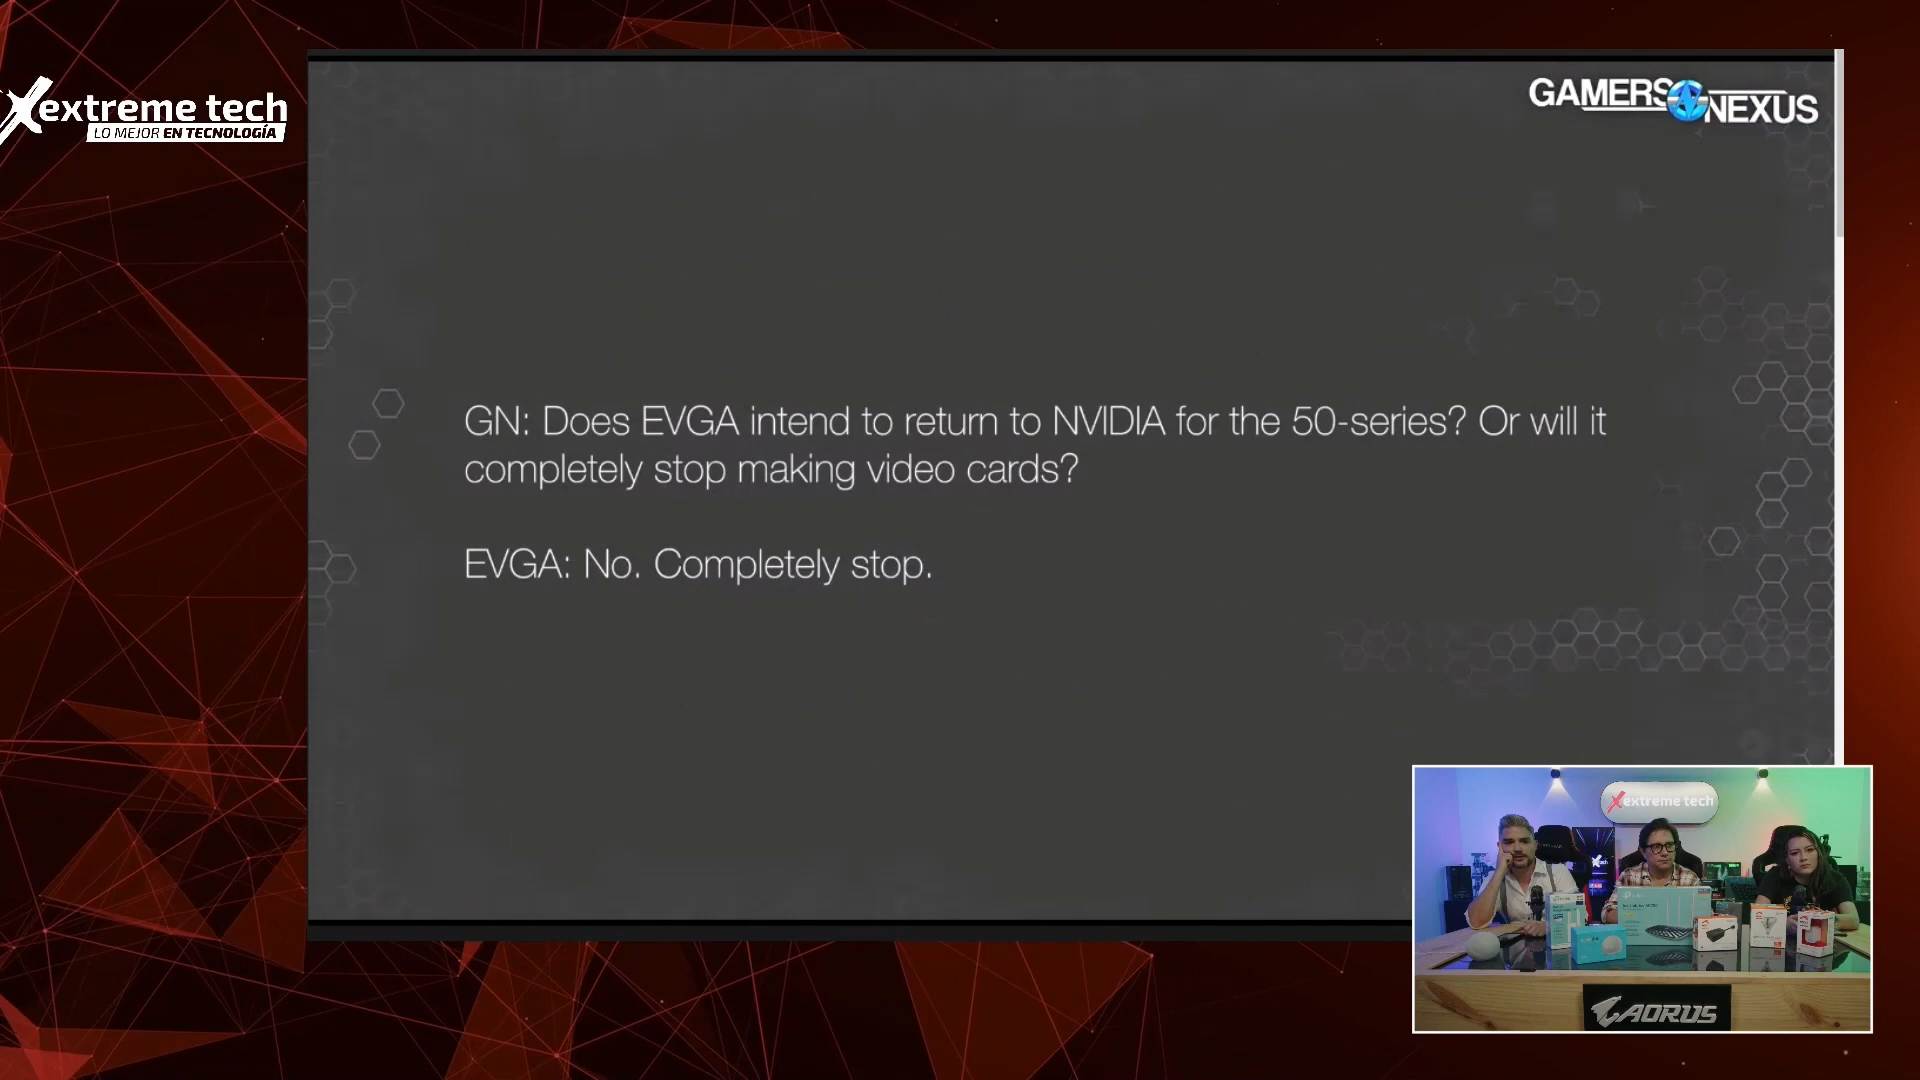 extreme tech
LO MEJOR EN TECNOLOGÍA
GAMERS NEXUS
GN: Does EVGA intend to return to NVIDIA for the 50-series? Or will it
completely stop making video cards?
EVGA: No. Completely stop.
extreme tech
AORUS